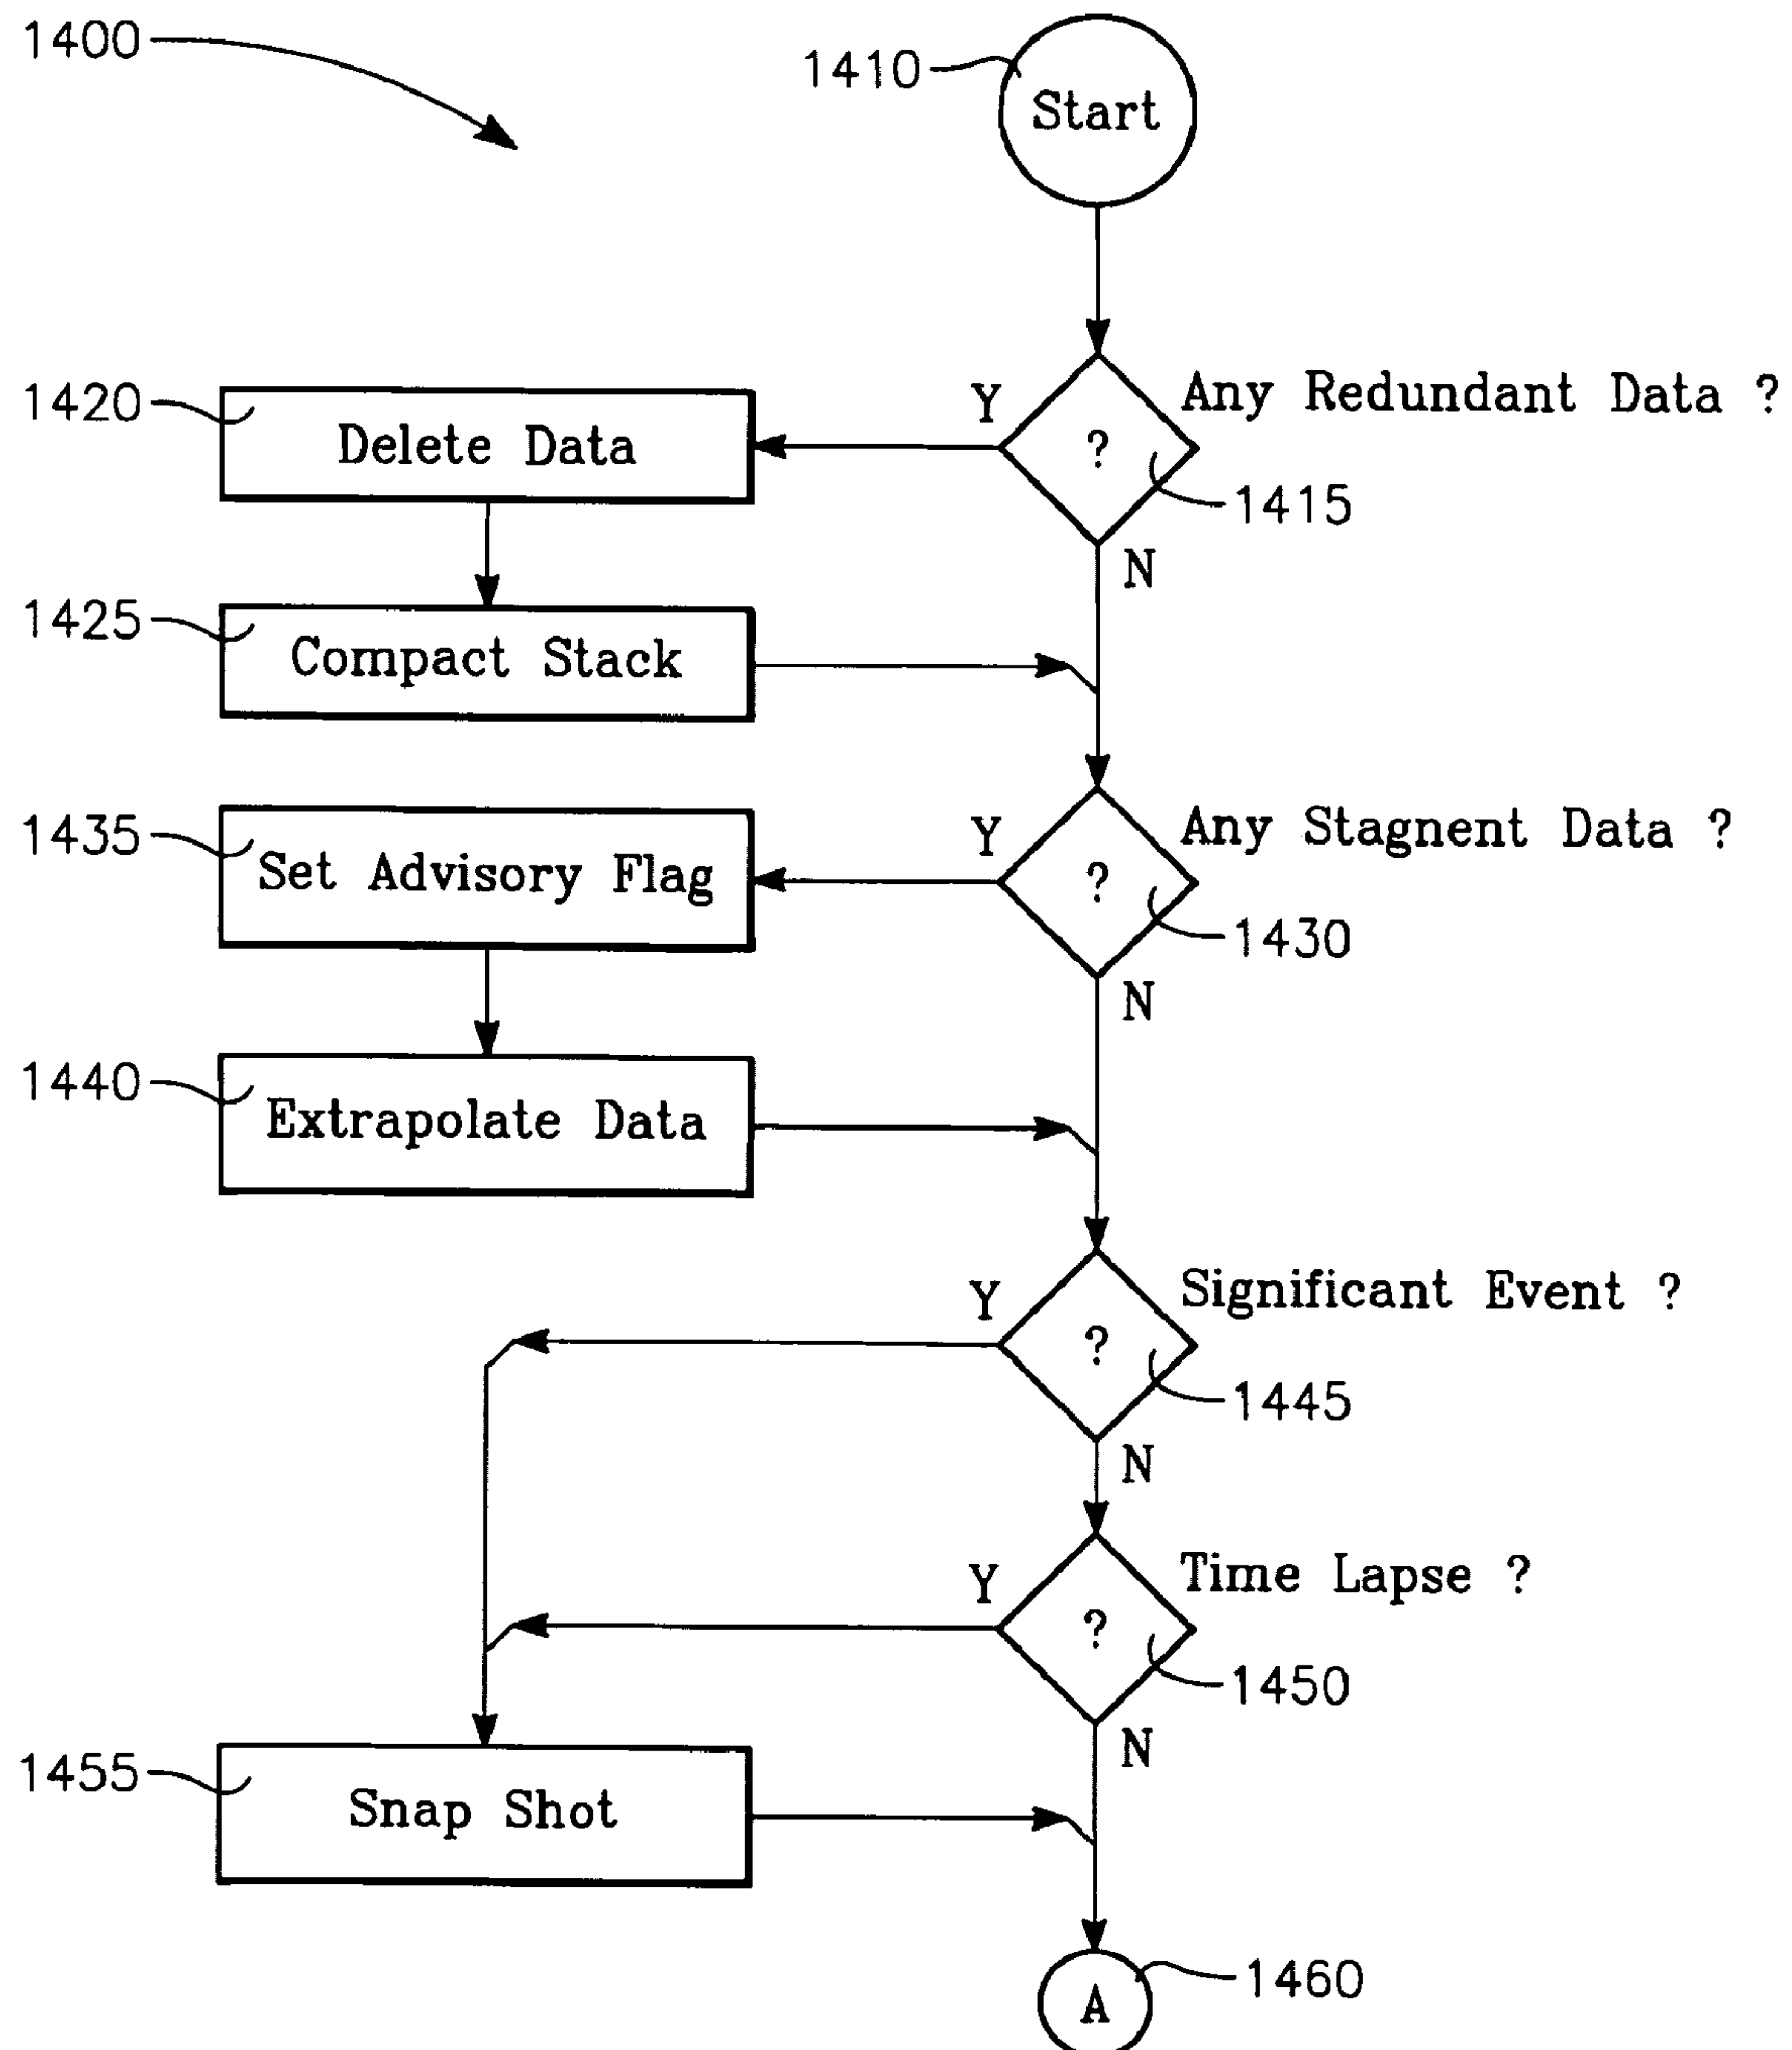 1400
1410
Start
Any Redundant Data ?
Y
?
1415
N
1420
Delete Data
1425
Compact Stack
Any Stagnent Data ?
Y
?
1430
N
1435
Set Advisory Flag
1440
Extrapolate Data
Significant Event ?
Y
?
1445
N
Time Lapse ?
Y
?
1450
N
1455
Snap Shot
1460
A